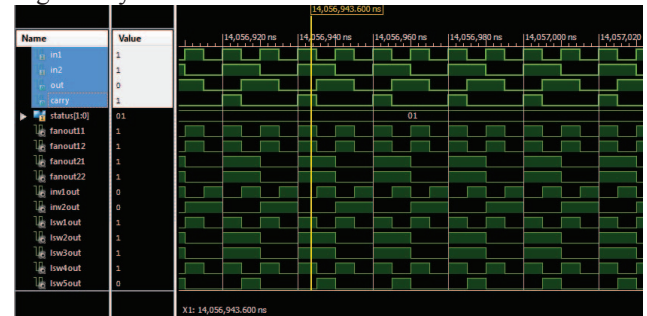 14,056,943.600 ns
Name Value 14,056,920 ns 14,056,940 ns 14,056,960 ns 14,056,980 ns 14,057,000 ns 14,057,020
in1 1
in2 1
out 0
carry 1
status[1:0] 01 01
fanout11 1
fanout12 1
fanout21 1
fanout22 1
inv1out 0
inv2out 0
lsw1out 1
lsw2out 1
lsw3out 1
lsw4out 1
lsw5out 0
X1: 14,056,943.600 ns